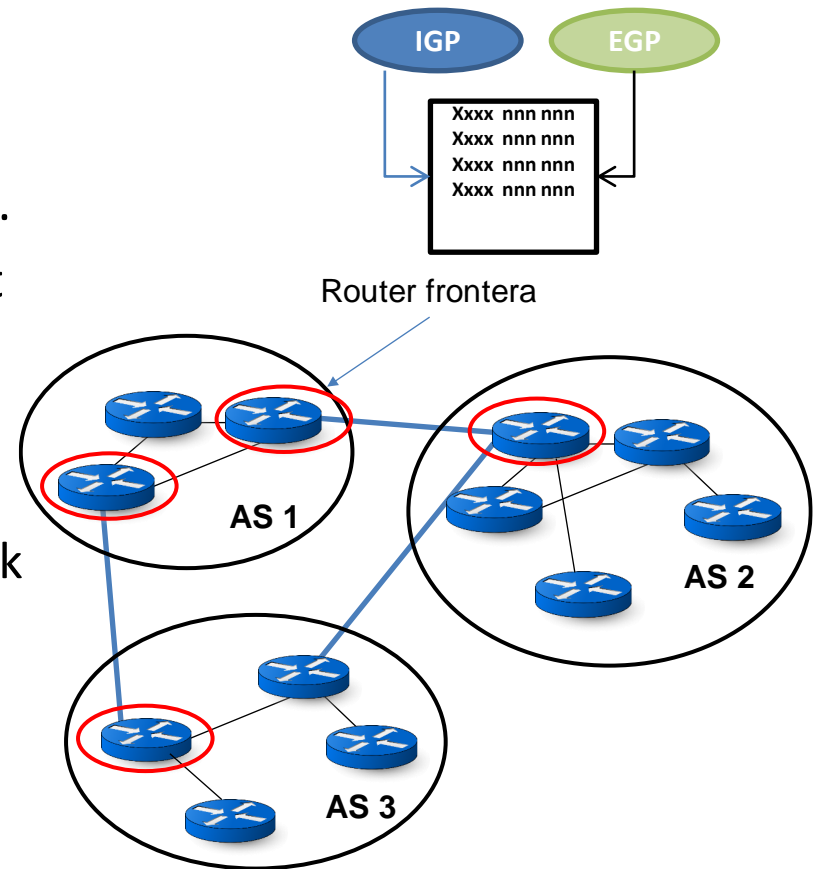 IGP
EGP
Xxxx nnn nnn
Xxxx nnn nnn
Xxxx nnn nnn
Xxxx nnn nnn
.
t
Router frontera
AS 1
k
AS 2
AS 3